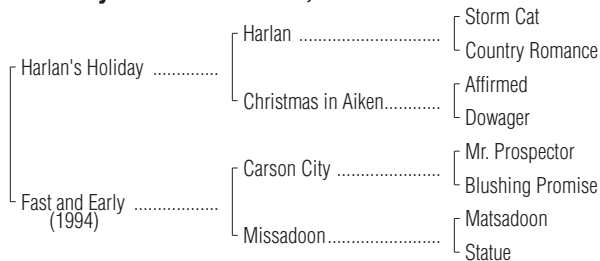 Storm Cat
Harlan ..............................
Country Romance
Harlan's Holiday ..............
Affirmed
Christmas in Aiken............
Dowager
Mr. Prospector
Carson City ......................
Blushing Promise
Fast and Early ..................
(1994)
Matsadoon
Missadoon........................
Statue